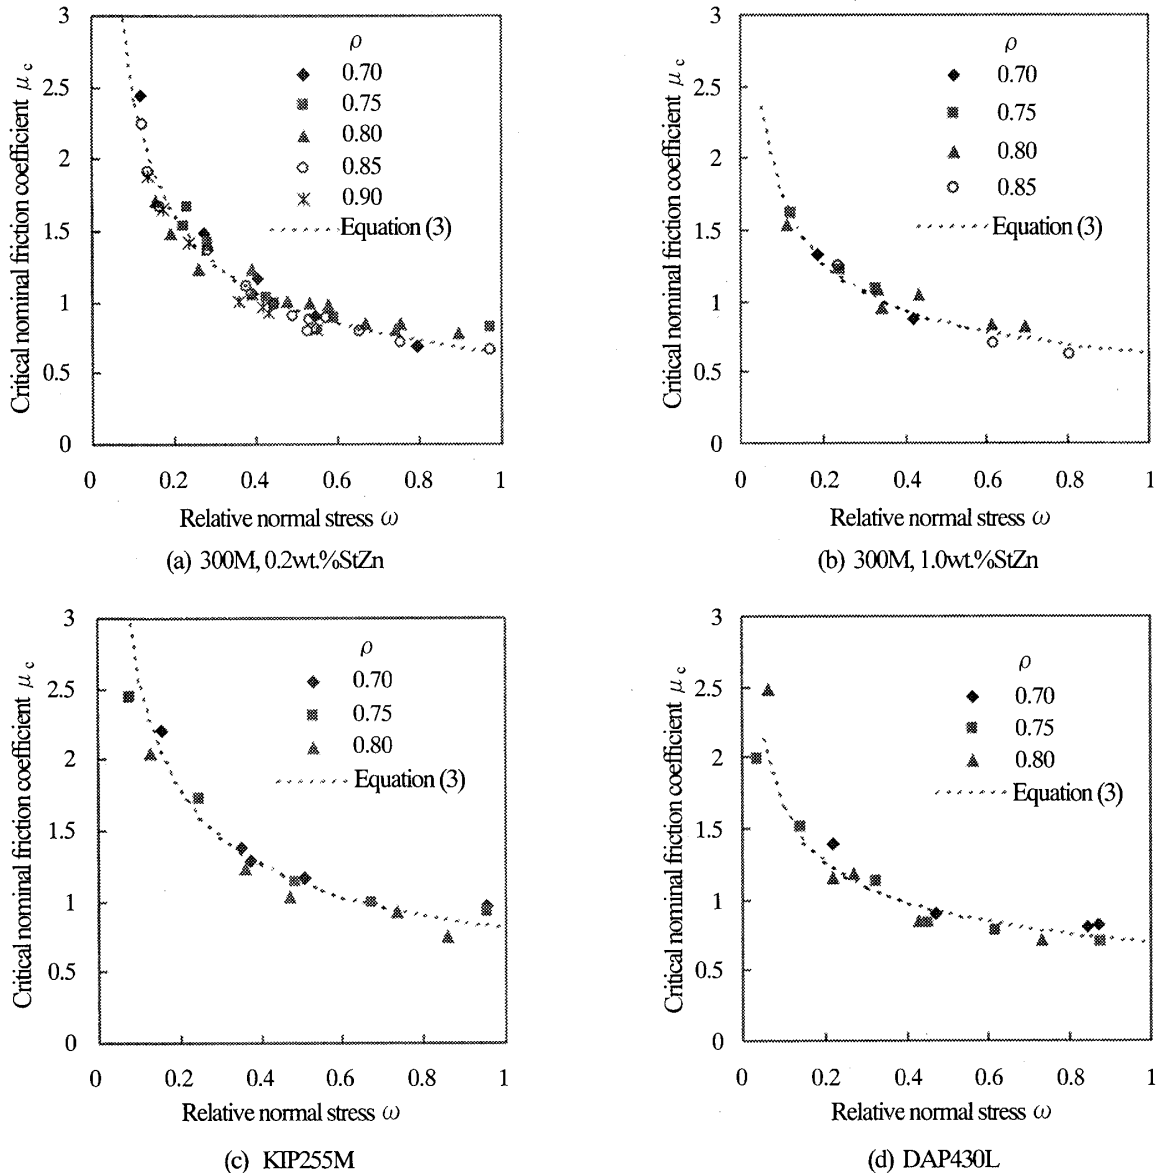 3
2.5
2
1.5
1
0.5
0
Critical nominal friction coefficient μ c
ρ
0.70
0.75
0.80
0.85
0.90
Equation (3)
0 0.2 0.4 0.6 0.8 1
Relative normal stress ω
(a) 300M, 0.2wt.%StZn
3
2.5
2
1.5
1
0.5
0
Critical nominal friction coefficient μ c
ρ
0.70
0.75
0.80
0.85
Equation (3)
0 0.2 0.4 0.6 0.8 1
Relative normal stress ω
(b) 300M, 1.0wt.%StZn
3
2.5
2
1.5
1
0.5
0
Critical nominal friction coefficient μ c
ρ
0.70
0.75
0.80
Equation (3)
0 0.2 0.4 0.6 0.8 1
Relative normal stress ω
(c) KIP255M
3
2.5
2
1.5
1
0.5
0
Critical nominal friction coefficient μ c
ρ
0.70
0.75
0.80
Equation (3)
0 0.2 0.4 0.6 0.8 1
Relative normal stress ω
(d) DAP430L